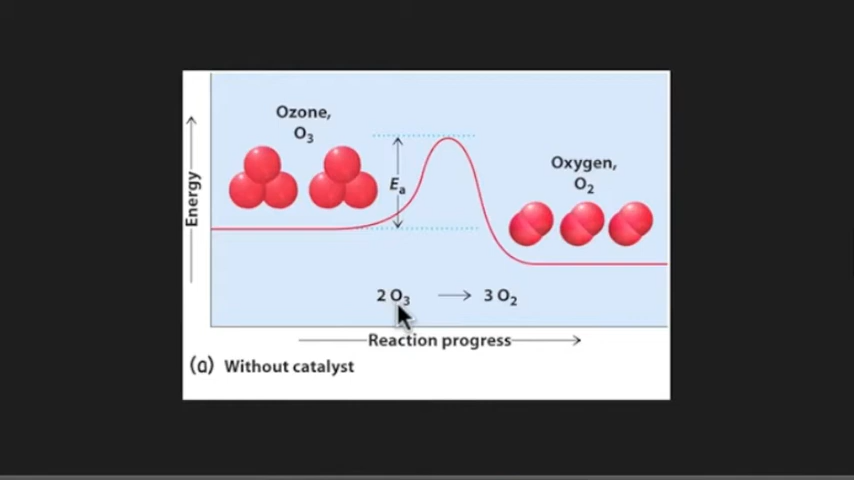 Ozone,
O₃
Oxygen,
O₂
Eₐ
Energy
2 O₃ → 3 O₂
Reaction progress
(a) Without catalyst